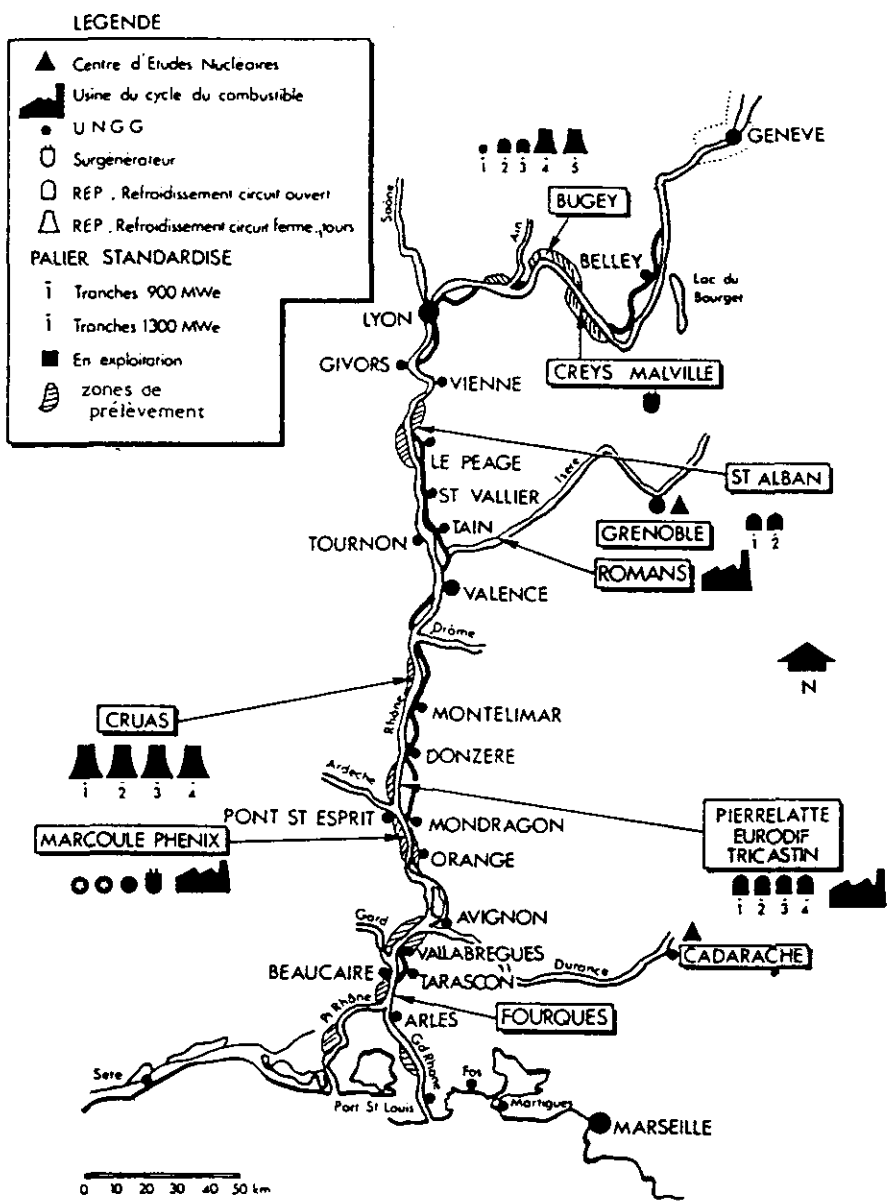 LEGENDE
Centre d'Etudes Nucléaires
Usine du cycle du combustible
UNGG
Surgénérateur
REP. Refroidissement circuit ouvert
REP. Refroidissement circuit ferme, tours
PALIER STANDARDISE
1 Tranches 900 MWe
1 Tranches 1300 MWe
En exploitation
zones de
prélèvement
1 2 3 4 5
GENEVE
BUGEY
Saône
Ain
BELLEY
Lac du
Bourget
LYON
GIVORS
VIENNE
CREYS MALVILLE
LE PEAGE
ST ALBAN
Isère
ST VALLIER
TAIN
TOURNON
GRENOBLE
1 2
ROMANS
VALENCE
Drôme
N
CRUAS
1 2 3 4
Rhône
MONTELIMAR
DONZERE
Ardeche
PONT ST ESPRIT
MONDRAGON
MARCOULE PHENIX
ORANGE
PIERRELATTE
EURODIF
TRICASTIN
1 2 3 4
Gard
AVIGNON
VALLABREGUES
CADARACHE
BEAUCAIRE
TARASCON
Durance
Pt Rhône
ARLES
FOURQUES
Gd Rhone
Sete
Port St Louis
Fos
Martigues
MARSEILLE
0 10 20 30 40 50 km